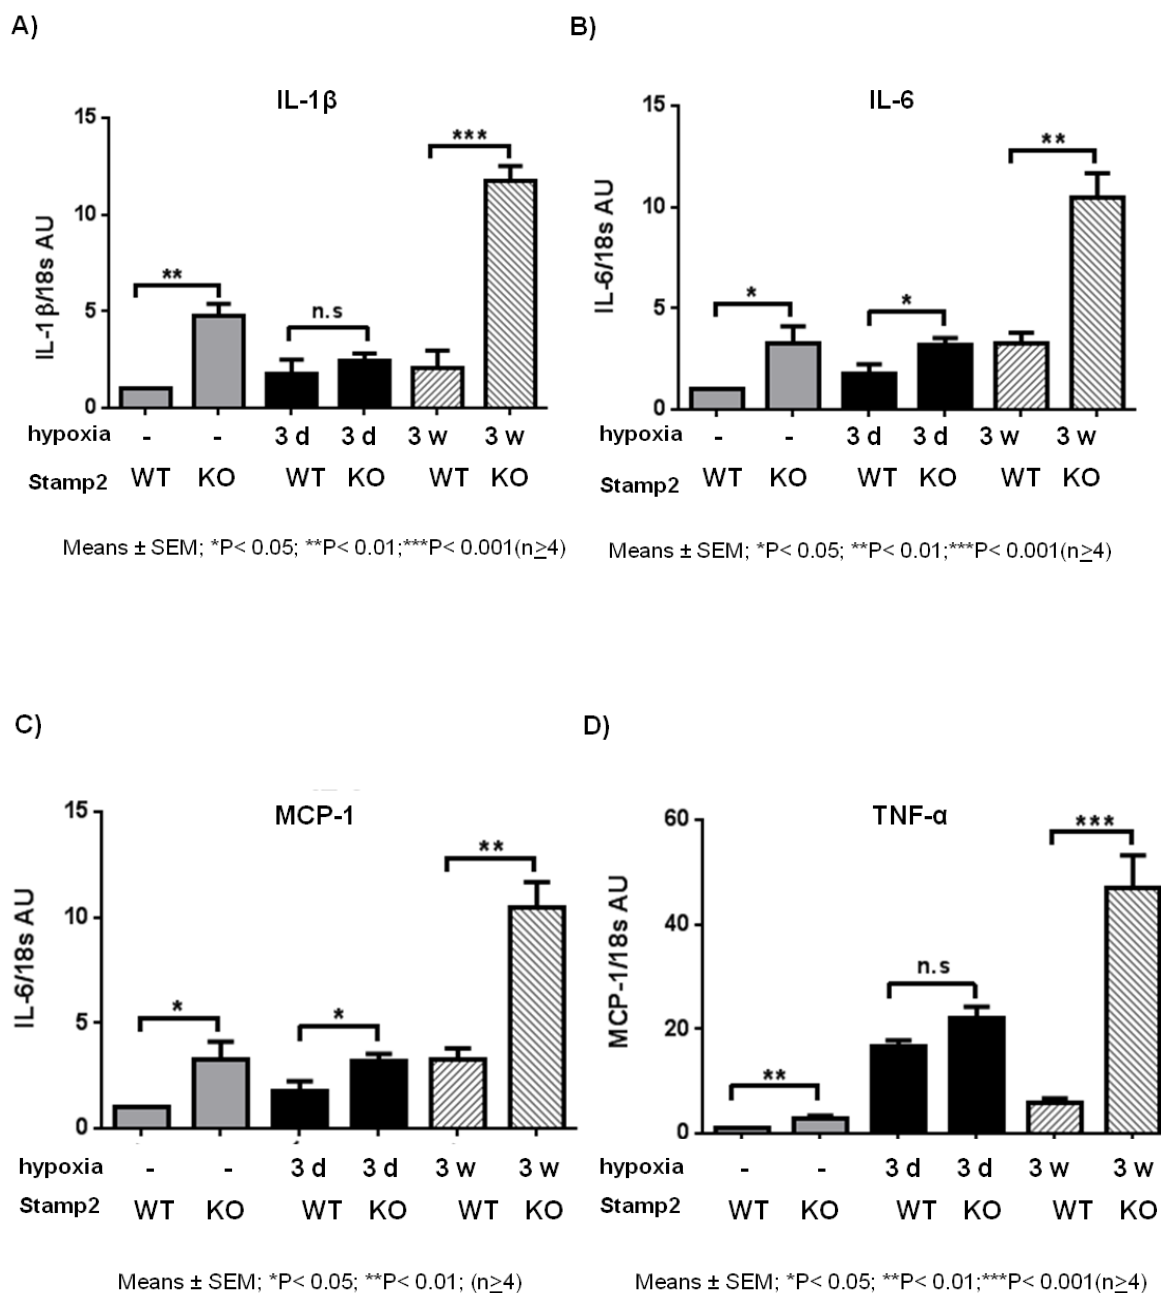 A)
IL-1β
IL-1β/18s AU
15
10
5
0
**
n.s
***
hypoxia - - 3 d 3 d 3 w 3 w
Stamp2 WT KO WT KO WT KO
Means ± SEM; *P< 0.05; **P< 0.01;***P< 0.001(n≥4)
B)
IL-6
IL-6/18s AU
15
10
5
0
*
*
**
hypoxia - - 3 d 3 d 3 w 3 w
Stamp2 WT KO WT KO WT KO
Means ± SEM; *P< 0.05; **P< 0.01;***P< 0.001(n≥4)
C)
MCP-1
IL-6/18s AU
15
10
5
0
*
*
**
hypoxia - - 3 d 3 d 3 w 3 w
Stamp2 WT KO WT KO WT KO
Means ± SEM; *P< 0.05; **P< 0.01; (n≥4)
D)
TNF-α
MCP-1/18s AU
60
40
20
0
**
n.s
***
hypoxia - - 3 d 3 d 3 w 3 w
Stamp2 WT KO WT KO WT KO
Means ± SEM; *P< 0.05; **P< 0.01;***P< 0.001(n≥4)